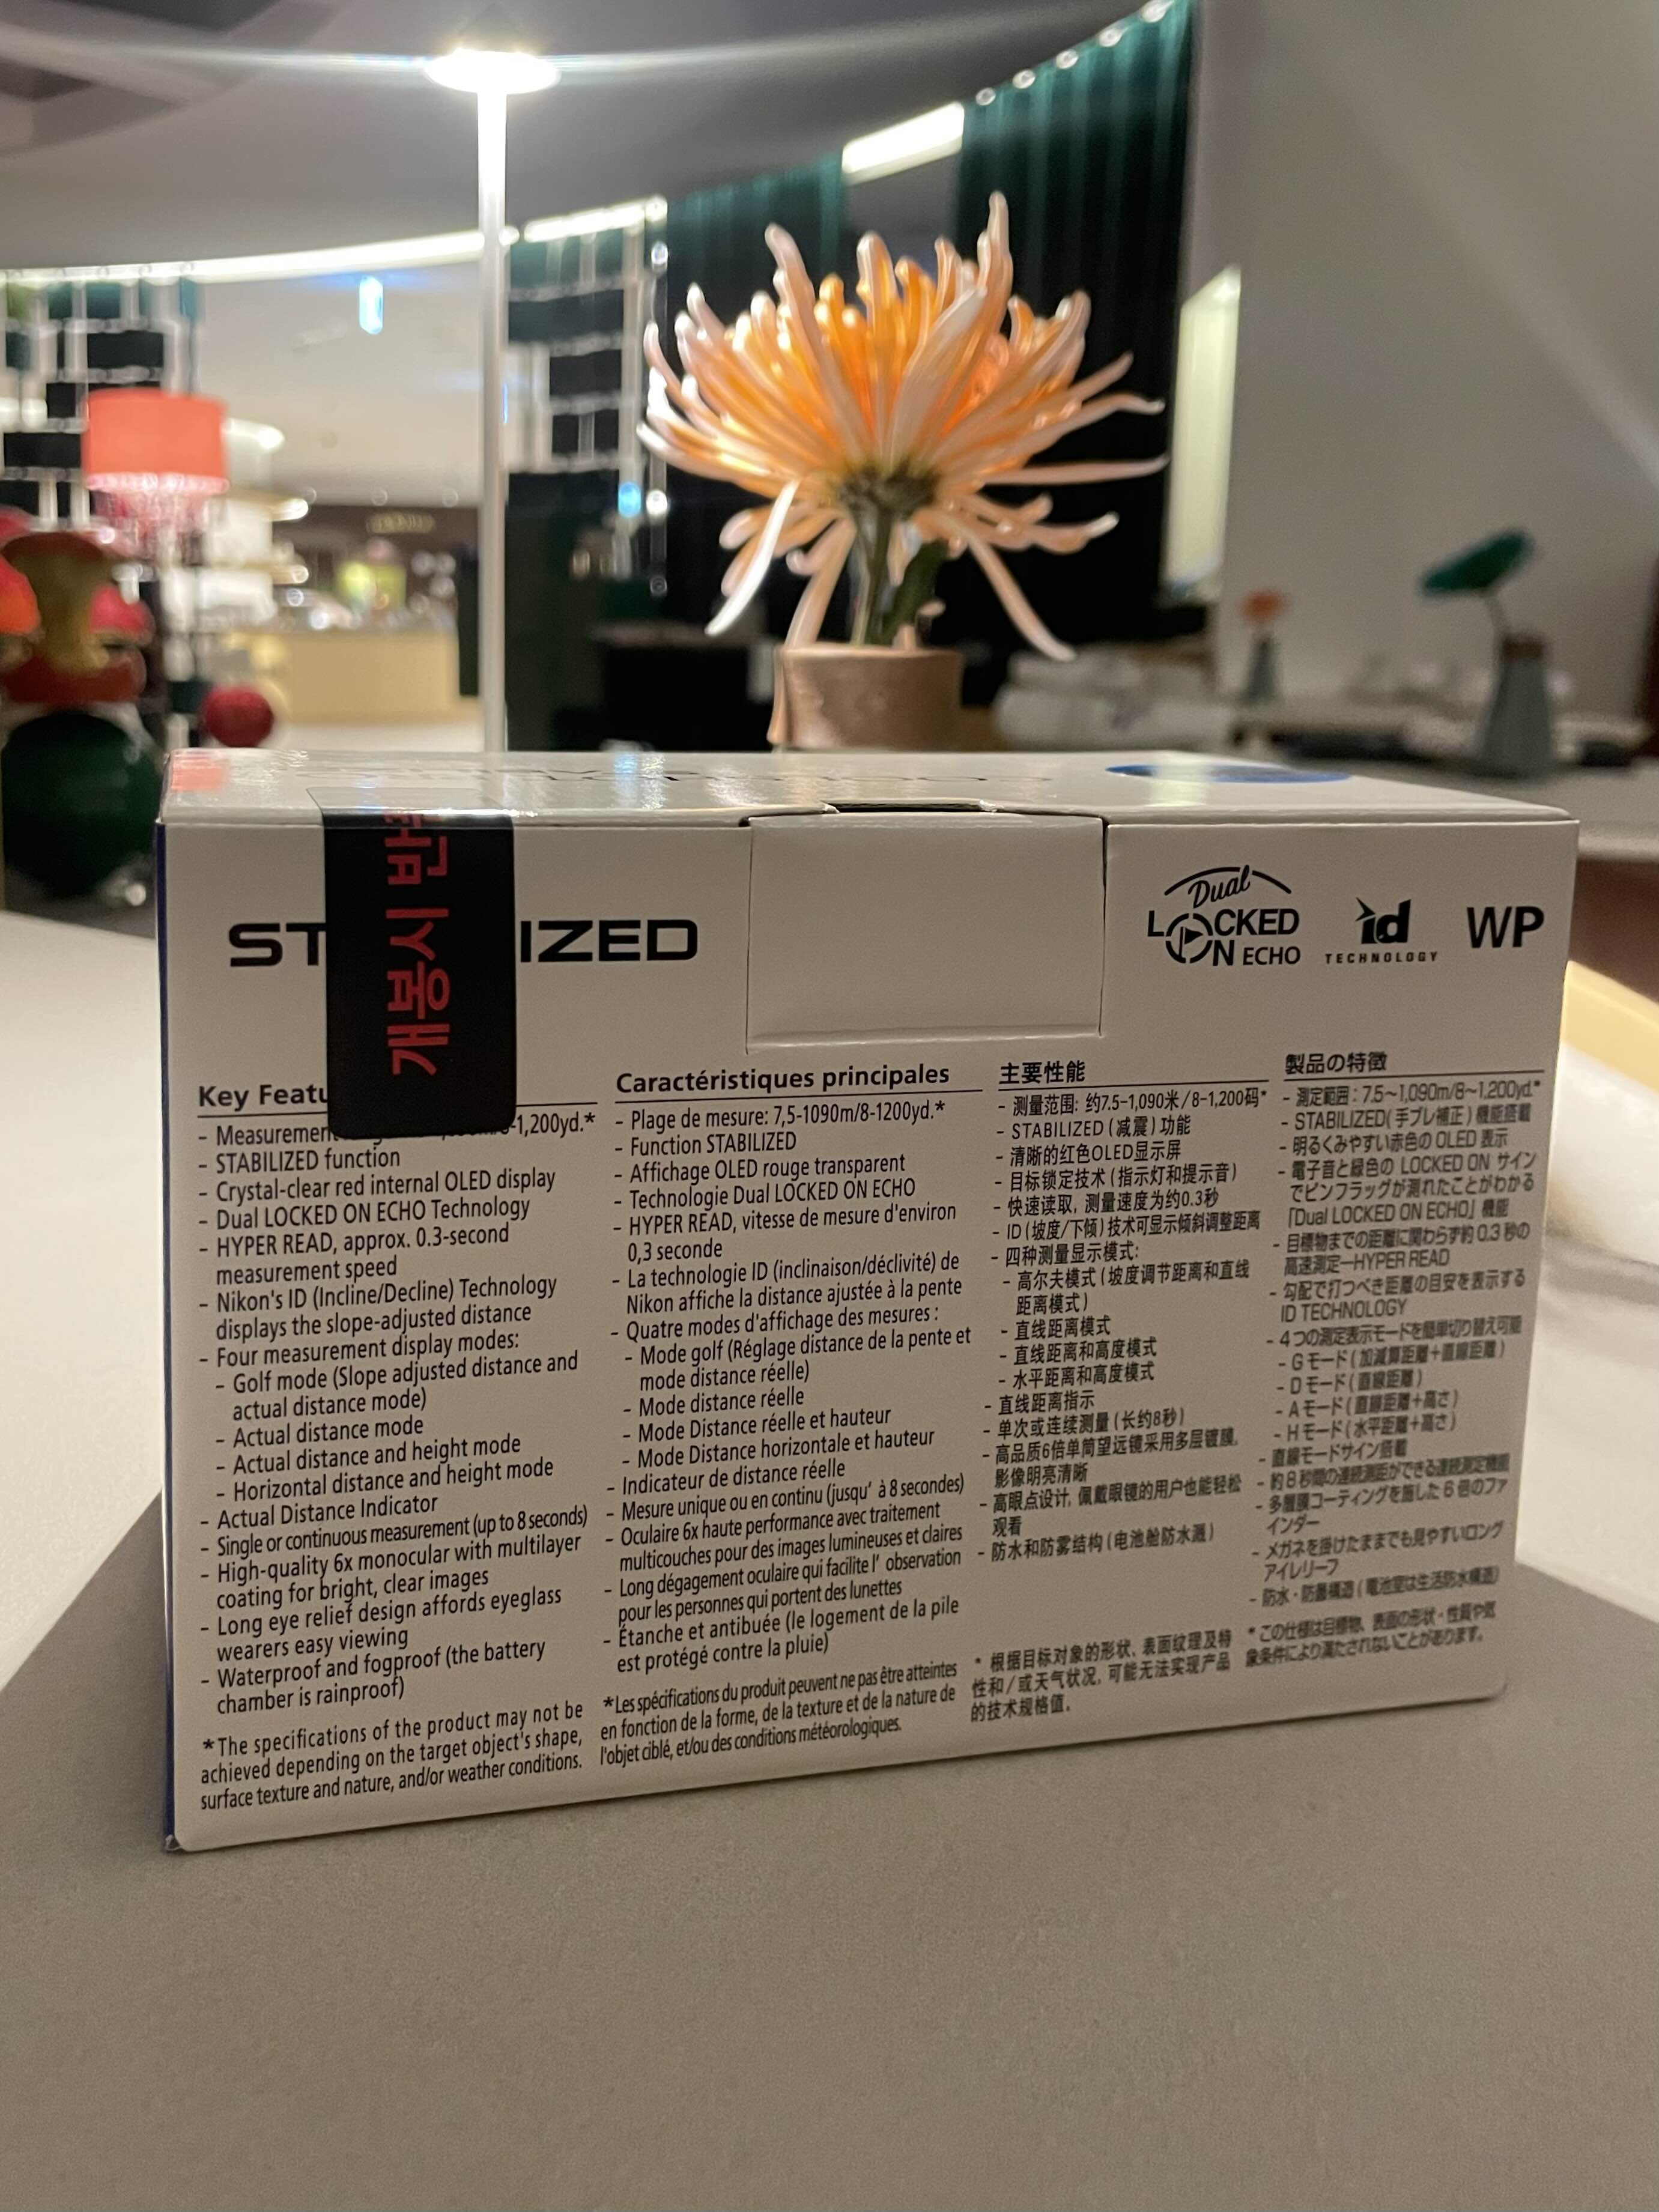 개봉시 반
ST IZED
Dual
LOCKED
ON ECHO
id
TECHNOLOGY
WP
Key Featu
- Measurement -1,200yd.*
- STABILIZED function
- Crystal-clear red internal OLED display
- Dual LOCKED ON ECHO Technology
- HYPER READ, approx. 0.3-second
measurement speed
- Nikon's ID (Incline/Decline) Technology
displays the slope-adjusted distance
- Four measurement display modes:
- Golf mode (Slope adjusted distance and
actual distance mode)
- Actual distance mode
- Actual distance and height mode
- Horizontal distance and height mode
- Actual Distance Indicator
- Single or continuous measurement (up to 8 seconds)
- High-quality 6x monocular with multilayer
coating for bright, clear images
- Long eye relief design affords eyeglass
wearers easy viewing
- Waterproof and fogproof (the battery
chamber is rainproof)
*The specifications of the product may not be
achieved depending on the target object's shape,
surface texture and nature, and/or weather conditions.
Caractéristiques principales
- Plage de mesure: 7,5-1090m/8-1200yd.*
- Function STABILIZED
- Affichage OLED rouge transparent
- Technologie Dual LOCKED ON ECHO
- HYPER READ, vitesse de mesure d'environ
0,3 seconde
- La technologie ID (inclinaison/déclivité) de
Nikon affiche la distance ajustée à la pente
- Quatre modes d'affichage des mesures :
- Mode golf (Réglage distance de la pente et
mode distance réelle)
- Mode distance réelle
- Mode Distance réelle et hauteur
- Mode Distance horizontale et hauteur
- Indicateur de distance réelle
- Mesure unique ou en continu (jusqu' à 8 secondes)
- Oculaire 6x haute performance avec traitement
multicouches pour des images lumineuses et claires
- Long dégagement oculaire qui facilite l' observation
pour les personnes qui portent des lunettes
- Étanche et antibuée (le logement de la pile
est protégé contre la pluie)
*Les spécifications du produit peuvent ne pas être atteintes
en fonction de la forme, de la texture et de la nature de
l'objet ciblé, et/ou des conditions météorologiques.
主要性能
- 测量范围: 约7.5-1,090米/8-1,200码*
- STABILIZED(减震)功能
- 清晰的红色OLED显示屏
- 目标锁定技术(指示灯和提示音)
- 快速读取, 测量速度为约0.3秒
- ID(坡度/下倾)技术可显示倾斜调整距离
- 四种测量显示模式:
- 高尔夫模式(坡度调节距离和直线
距离模式)
- 直线距离模式
- 直线距离和高度模式
- 水平距离和高度模式
- 直线距离指示
- 单次或连续测量(长约8秒)
- 高品质6倍单筒望远镜采用多层镀膜,
影像明亮清晰
- 高眼点设计, 佩戴眼镜的用户也能轻松
观看
- 防水和防雾结构(电池舱防水溅)
* 根据目标对象的形状, 表面纹理及特
性和/或天气状况, 可能无法实现产品
的技术规格值。
製品の特徴
- 測定範囲: 7.5~1,090m/8~1,200yd.*
- STABILIZED(手ブレ補正)機能搭載
- 明るくみやすい赤色の OLED 表示
- 電子音と緑色の LOCKED ON サイン
でピンフラッグが測れたことがわかる
「Dual LOCKED ON ECHO」機能
- 目標物までの距離に関わらず約 0.3 秒の
高速測定—HYPER READ
- 勾配で打つべき距離の目安を表示する
ID TECHNOLOGY
- 4つの測定表示モードを簡単切り替え可能
- Gモード(加減算距離+直線距離)
- Dモード(直線距離)
- Aモード(直線距離+高さ)
- Hモード(水平距離+高さ)
- 直線モードサイン搭載
- 約8秒間の連続測距ができる連続測定機能
- 多層膜コーティングを施した6倍のファ
インダー
- メガネを掛けたままでも見やすいロング
アイレリーフ
- 防水・防曇構造(電池室は生活防水構造)
* この仕様は目標物、表面の形状・性質や気
象条件により満たされないことがあります。